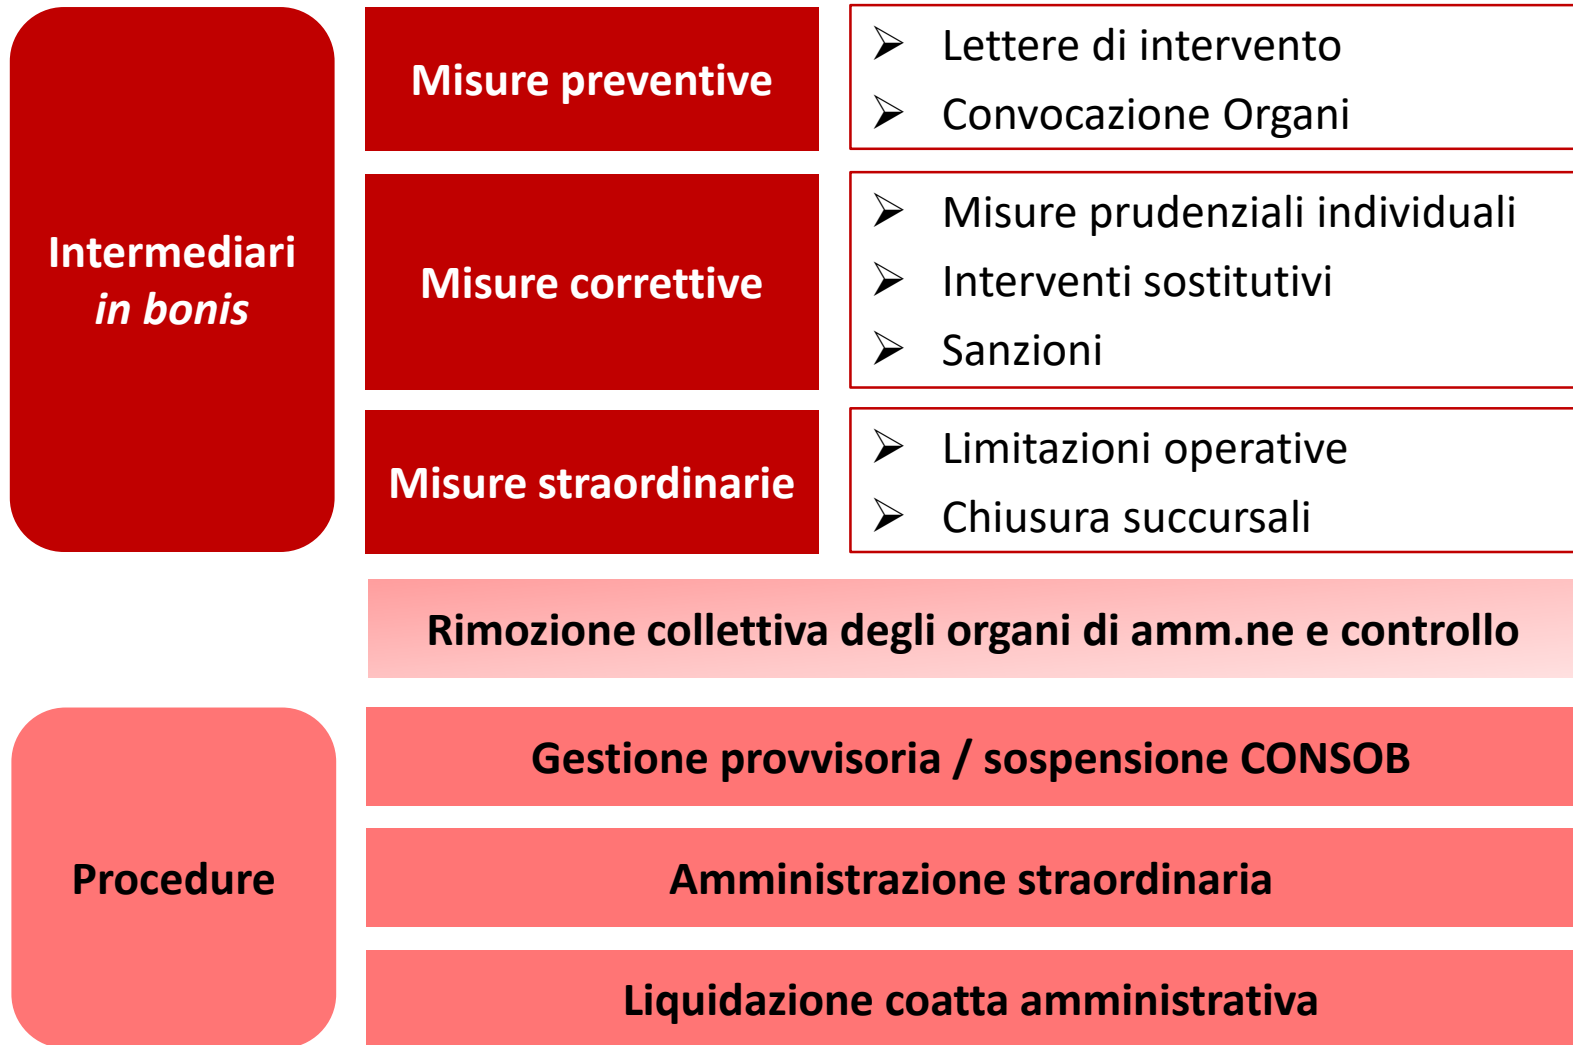 Intermediari
in bonis
Misure preventive
➢ Lettere di intervento
➢ Convocazione Organi
Misure correttive
➢ Misure prudenziali individuali
➢ Interventi sostitutivi
➢ Sanzioni
Misure straordinarie
➢ Limitazioni operative
➢ Chiusura succursali
Rimozione collettiva degli organi di amm.ne e controllo
Procedure
Gestione provvisoria / sospensione CONSOB
Amministrazione straordinaria
Liquidazione coatta amministrativa